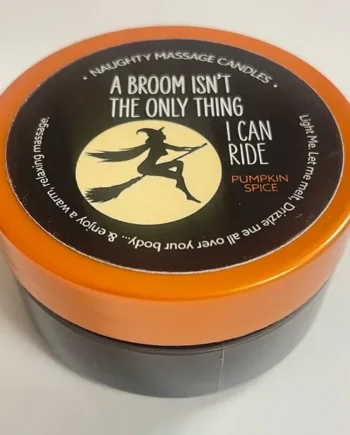 · NAUGHTY MASSAGE CANDLES ·
A BROOM ISN'T
THE ONLY THING
I CAN
RIDE
PUMPKIN
SPICE
Light Me. Let me melt, Drizzle me all over your body... & enjoy a warm, relaxing massage.